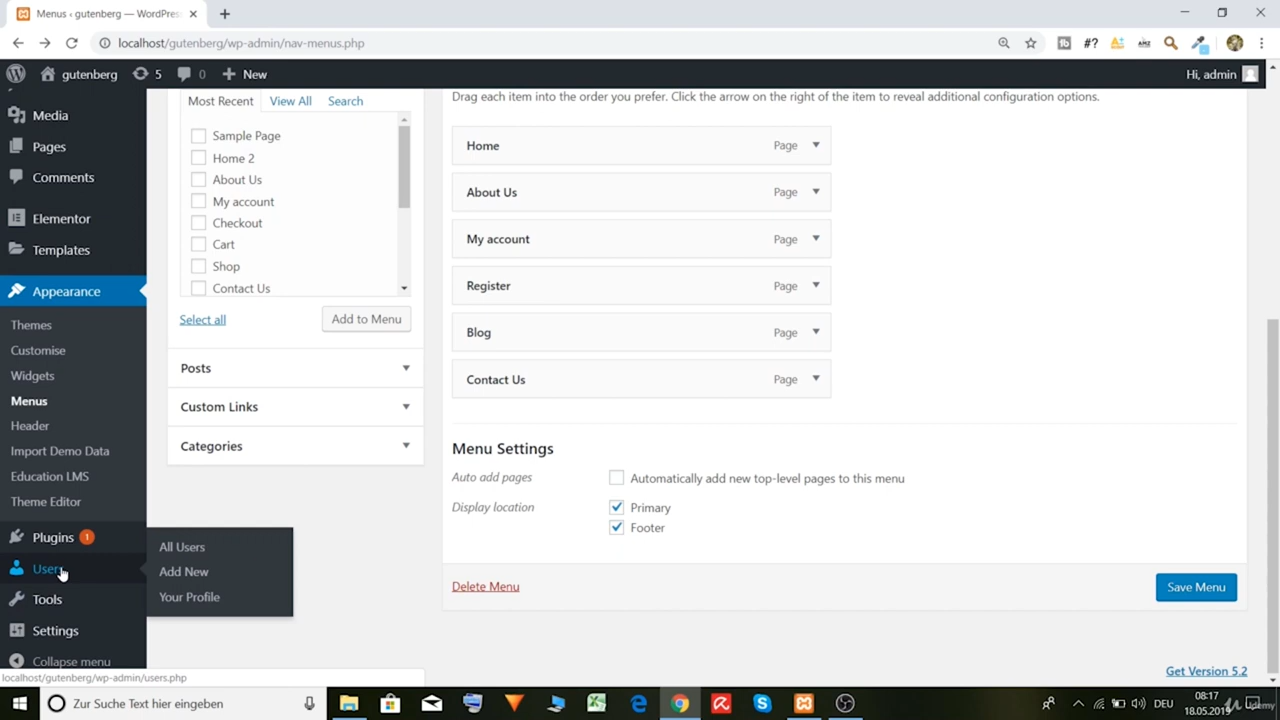 Menus ‹ gutenberg — WordPres
localhost/gutenberg/wp-admin/nav-menus.php
#?
gutenberg
5
0
New
Hi, admin
Media
Pages
Comments
Elementor
Templates
Appearance
Themes
Customise
Widgets
Menus
Header
Import Demo Data
Education LMS
Theme Editor
Plugins 1
Users
Tools
Settings
Collapse menu
All Users
Add New
Your Profile
localhost/gutenberg/wp-admin/users.php
Most Recent View All Search
Sample Page
Home 2
About Us
My account
Checkout
Cart
Shop
Contact Us
Select all
Add to Menu
Posts
Custom Links
Categories
Drag each item into the order you prefer. Click the arrow on the right of the item to reveal additional configuration options.
Home Page
About Us Page
My account Page
Register Page
Blog Page
Contact Us Page
Menu Settings
Auto add pages Automatically add new top-level pages to this menu
Display location Primary
Footer
Delete Menu
Save Menu
Get Version 5.2
Zur Suche Text hier eingeben
DEU
08:17
18.05.2019
Udemy